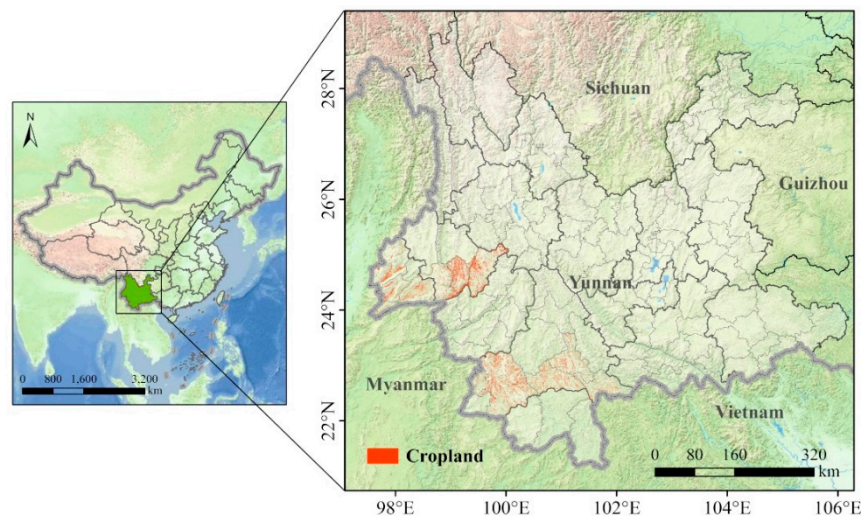 N
0 800 1,600 3,200
km
28°N
26°N
24°N
22°N
Sichuan
Guizhou
Yunnan
Myanmar
Vietnam
Cropland
0 80 160 320
km
98°E 100°E 102°E 104°E 106°E